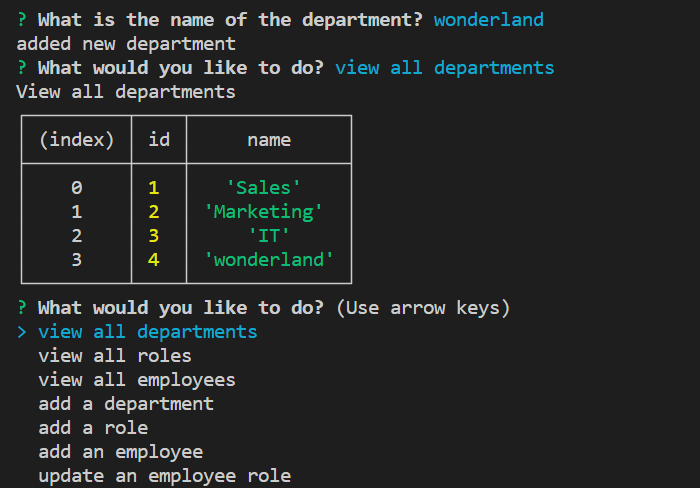 ? What is the name of the department? wonderland
added new department
? What would you like to do? view all departments
View all departments
(index) id name
0 1 'Sales'
1 2 'Marketing'
2 3 'IT'
3 4 'wonderland'
? What would you like to do? (Use arrow keys)
> view all departments
view all roles
view all employees
add a department
add a role
add an employee
update an employee role